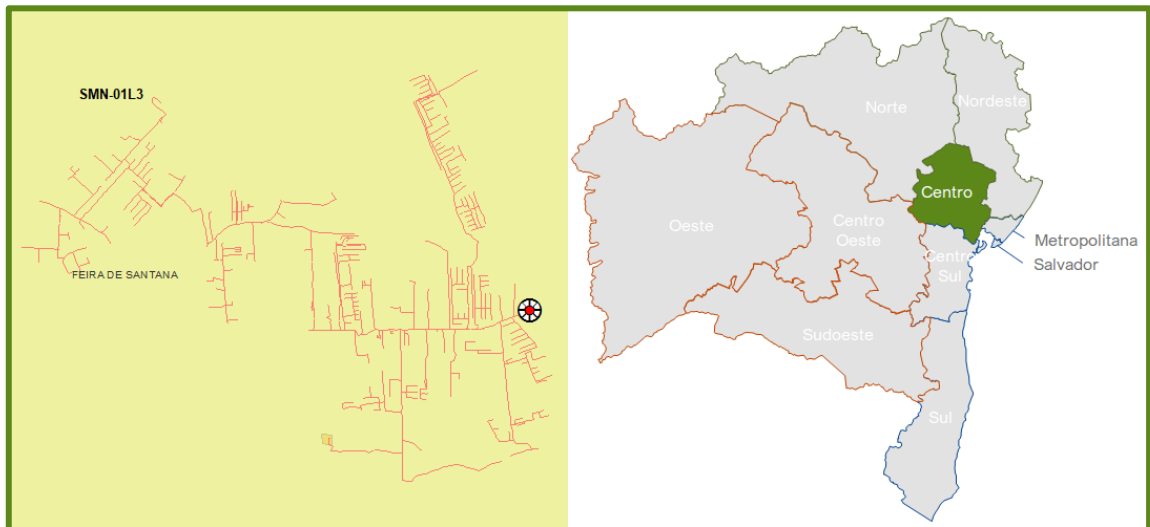 SMN-01L3
FEIRA DE SANTANA
Norte
Nordeste
Centro
Oeste
Centro
Oeste
Metropolitana
Salvador
Centro
Sul
Sudoeste
Sul